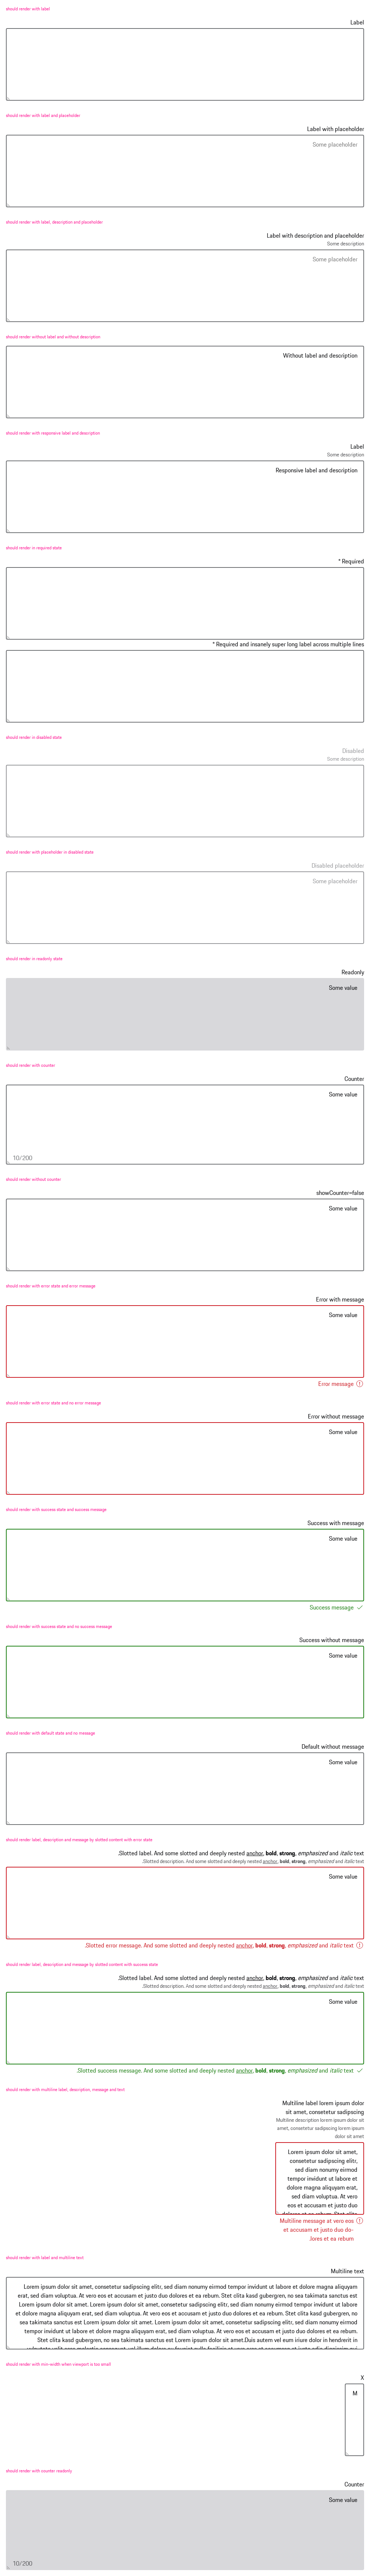 should render with label
Label
should render with label and placeholder
Label with placeholder
Some placeholder
should render with label, description and placeholder
Label with description and placeholder
Some description
Some placeholder
should render without label and without description
Without label and description
should render with responsive label and description
Label
Some description
Responsive label and description
should render in required state
* Required
* Required and insanely super long label across multiple lines
should render in disabled state
Disabled
Some description
should render with placeholder in disabled state
Disabled placeholder
Some placeholder
should render in readonly state
Readonly
Some value
should render with counter
Counter
Some value
10/200
should render without counter
showCounter=false
Some value
should render with error state and error message
Error with message
Some value
Error message
should render with error state and no error message
Error without message
Some value
should render with success state and success message
Success with message
Some value
Success message
should render with success state and no success message
Success without message
Some value
should render with default state and no message
Default without message
Some value
should render label, description and message by slotted content with error state
.Slotted label. And some slotted and deeply nested anchor, bold, strong, emphasized and italic text
.Slotted description. And some slotted and deeply nested anchor, bold, strong, emphasized and italic text
Some value
.Slotted error message. And some slotted and deeply nested anchor, bold, strong, emphasized and italic text
should render label, description and message by slotted content with success state
.Slotted label. And some slotted and deeply nested anchor, bold, strong, emphasized and italic text
.Slotted description. And some slotted and deeply nested anchor, bold, strong, emphasized and italic text
Some value
.Slotted success message. And some slotted and deeply nested anchor, bold, strong, emphasized and italic text
should render with multiline label, description, message and text
Multiline label lorem ipsum dolor
sit amet, consetetur sadipscing
Multiline description lorem ipsum dolor sit
amet, consetetur sadipscing lorem ipsum
dolor sit amet
Lorem ipsum dolor sit amet,
consetetur sadipscing elitr,
sed diam nonumy eirmod
tempor invidunt ut labore et
dolore magna aliquyam erat,
sed diam voluptua. At vero
eos et accusam et justo duo
Multiline message at vero eos
et accusam et justo duo do-
.lores et ea rebum
should render with label and multiline text
Multiline text
Lorem ipsum dolor sit amet, consetetur sadipscing elitr, sed diam nonumy eirmod tempor invidunt ut labore et dolore magna aliquyam
erat, sed diam voluptua. At vero eos et accusam et justo duo dolores et ea rebum. Stet clita kasd gubergren, no sea takimata sanctus est
Lorem ipsum dolor sit amet. Lorem ipsum dolor sit amet, consetetur sadipscing elitr, sed diam nonumy eirmod tempor invidunt ut labore
et dolore magna aliquyam erat, sed diam voluptua. At vero eos et accusam et justo duo dolores et ea rebum. Stet clita kasd gubergren, no
sea takimata sanctus est Lorem ipsum dolor sit amet. Lorem ipsum dolor sit amet, consetetur sadipscing elitr, sed diam nonumy eirmod
tempor invidunt ut labore et dolore magna aliquyam erat, sed diam voluptua. At vero eos et accusam et justo duo dolores et ea rebum.
Stet clita kasd gubergren, no sea takimata sanctus est Lorem ipsum dolor sit amet.Duis autem vel eum iriure dolor in hendrerit in
should render with min-width when viewport is too small
X
M
should render with counter readonly
Counter
Some value
10/200